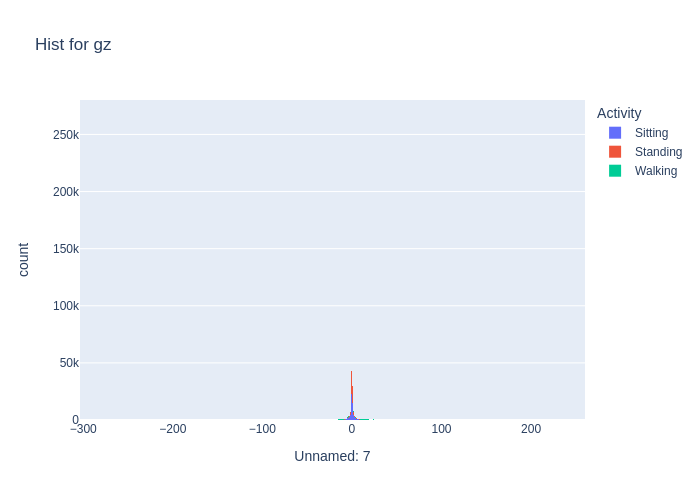 Hist for gz
Activity
Sitting
Standing
Walking
count
250k
200k
150k
100k
50k
0
−300
−200
−100
0
100
200
Unnamed: 7